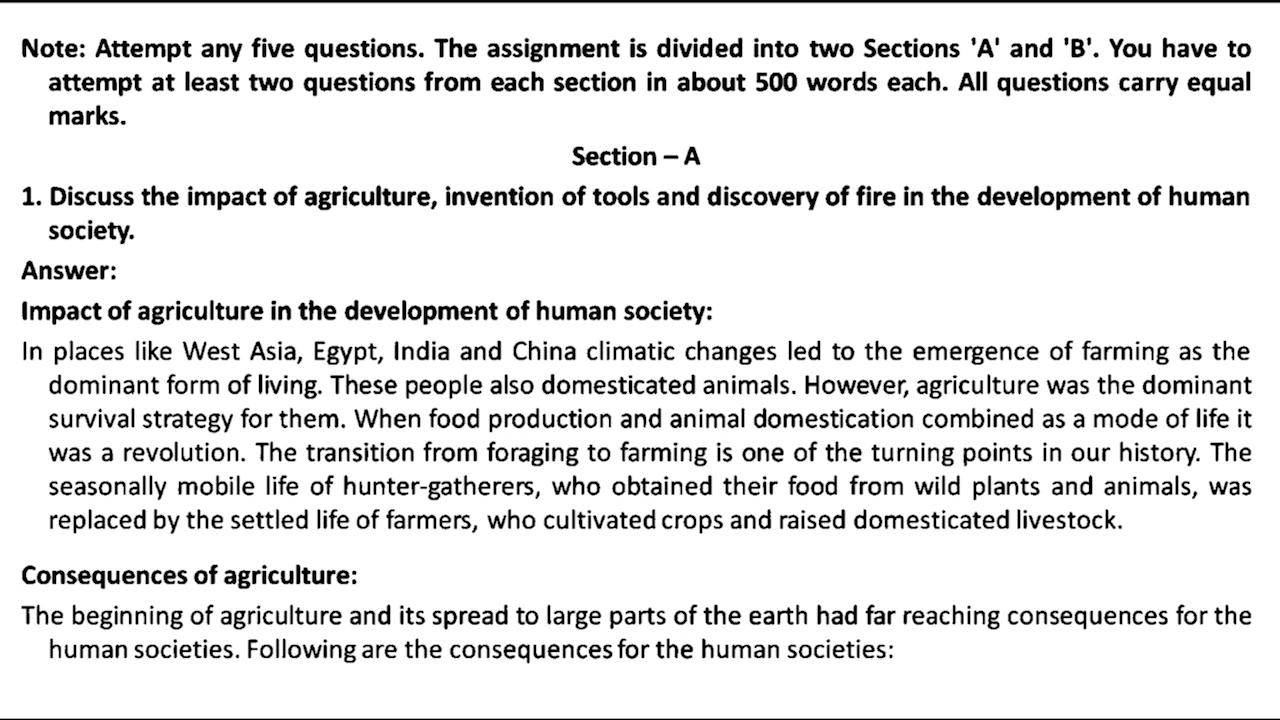 Note: Attempt any five questions. The assignment is divided into two Sections 'A' and 'B'. You have to
attempt at least two questions from each section in about 500 words each. All questions carry equal
marks.
Section – A
1. Discuss the impact of agriculture, invention of tools and discovery of fire in the development of human
society.
Answer:
Impact of agriculture in the development of human society:
In places like West Asia, Egypt, India and China climatic changes led to the emergence of farming as the
dominant form of living. These people also domesticated animals. However, agriculture was the dominant
survival strategy for them. When food production and animal domestication combined as a mode of life it
was a revolution. The transition from foraging to farming is one of the turning points in our history. The
seasonally mobile life of hunter-gatherers, who obtained their food from wild plants and animals, was
replaced by the settled life of farmers, who cultivated crops and raised domesticated livestock.
Consequences of agriculture:
The beginning of agriculture and its spread to large parts of the earth had far reaching consequences for the
human societies. Following are the consequences for the human societies: